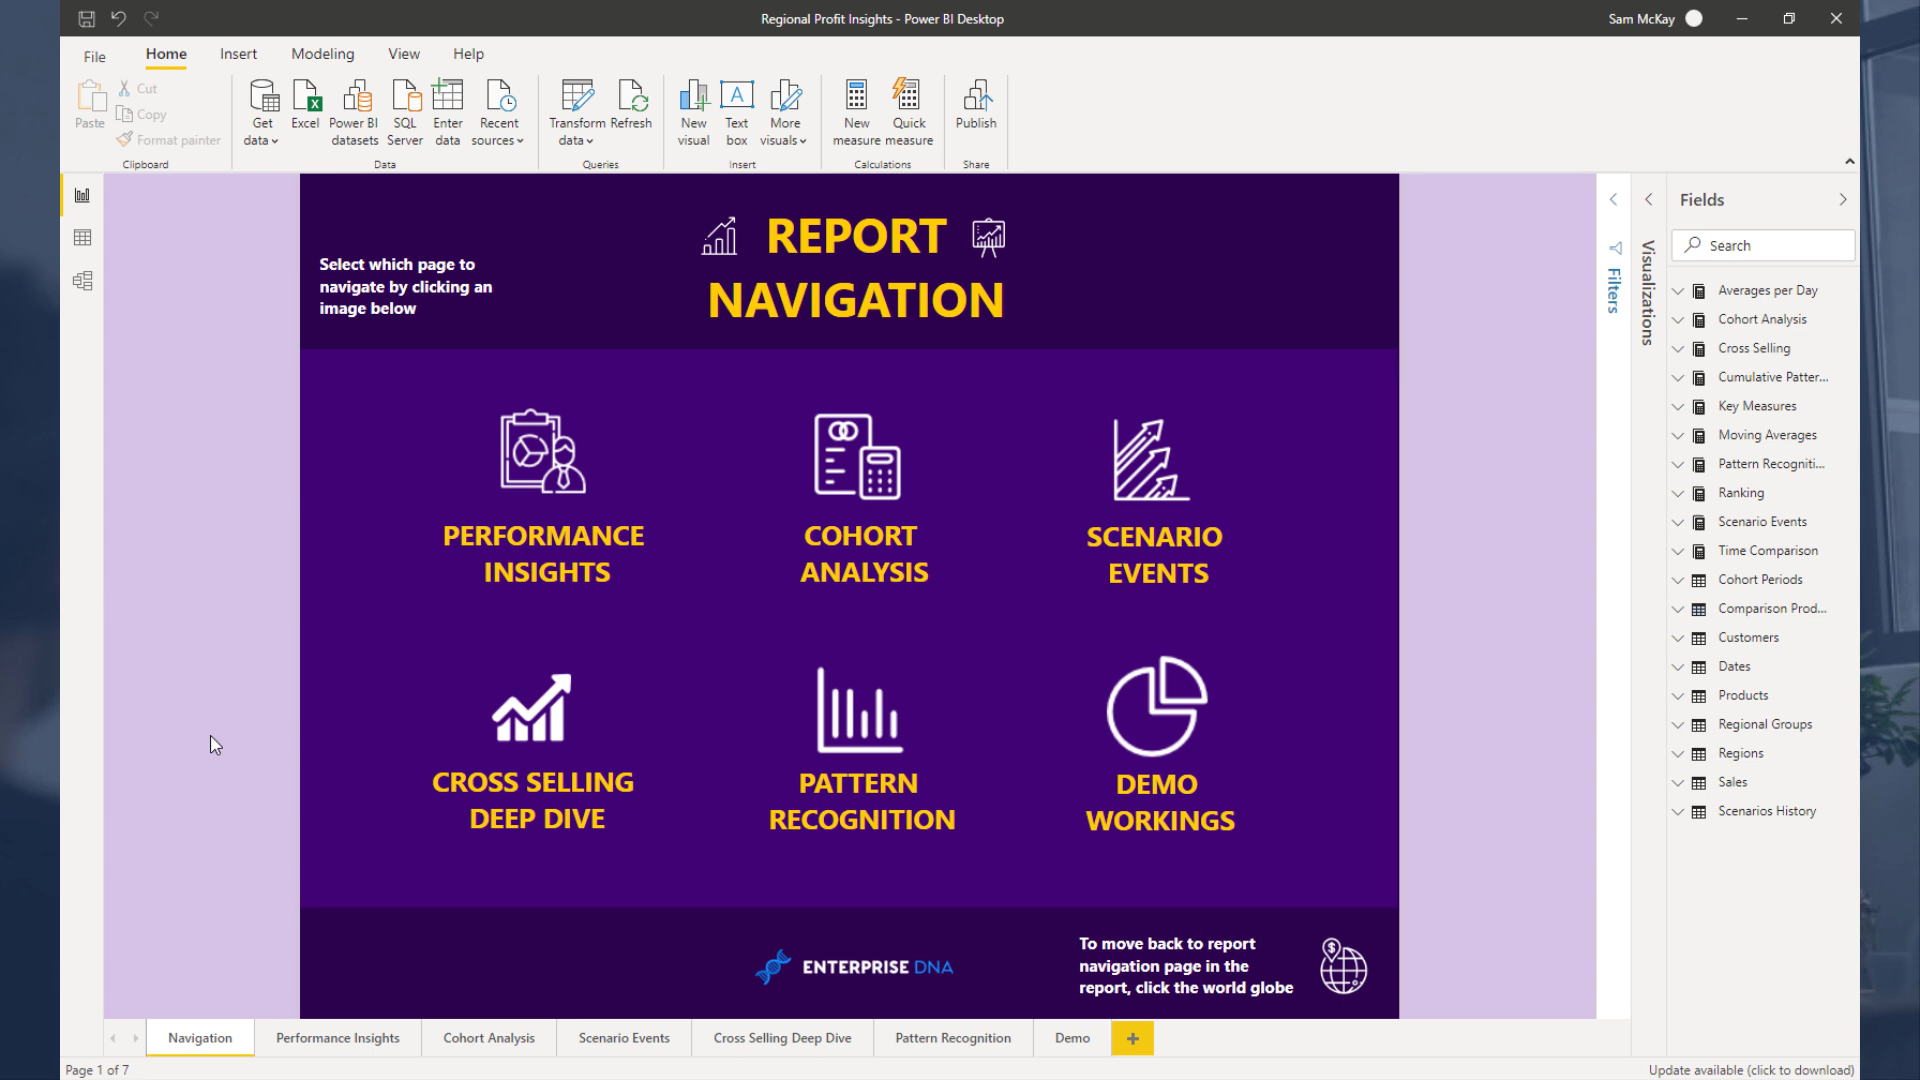 Regional Profit Insights - Power BI Desktop
Sam McKay
File
Home
Insert
Modeling
View
Help
Paste
Cut
Copy
Format painter
Clipboard
Get
data
Excel
Power BI
datasets
SQL
Server
Enter
data
Recent
sources
Data
Transform
data
Refresh
Queries
New
visual
Text
box
More
visuals
Insert
New
measure
Quick
measure
Calculations
Publish
Share
Select which page to
navigate by clicking an
image below
REPORT
NAVIGATION
PERFORMANCE
INSIGHTS
COHORT
ANALYSIS
SCENARIO
EVENTS
CROSS SELLING
DEEP DIVE
PATTERN
RECOGNITION
DEMO
WORKINGS
ENTERPRISE DNA
To move back to report
navigation page in the
report, click the world globe
Filters
Visualizations
Fields
Search
Averages per Day
Cohort Analysis
Cross Selling
Cumulative Patter...
Key Measures
Moving Averages
Pattern Recogniti...
Ranking
Scenario Events
Time Comparison
Cohort Periods
Comparison Prod...
Customers
Dates
Products
Regional Groups
Regions
Sales
Scenarios History
Navigation
Performance Insights
Cohort Analysis
Scenario Events
Cross Selling Deep Dive
Pattern Recognition
Demo
Page 1 of 7
Update available (click to download)